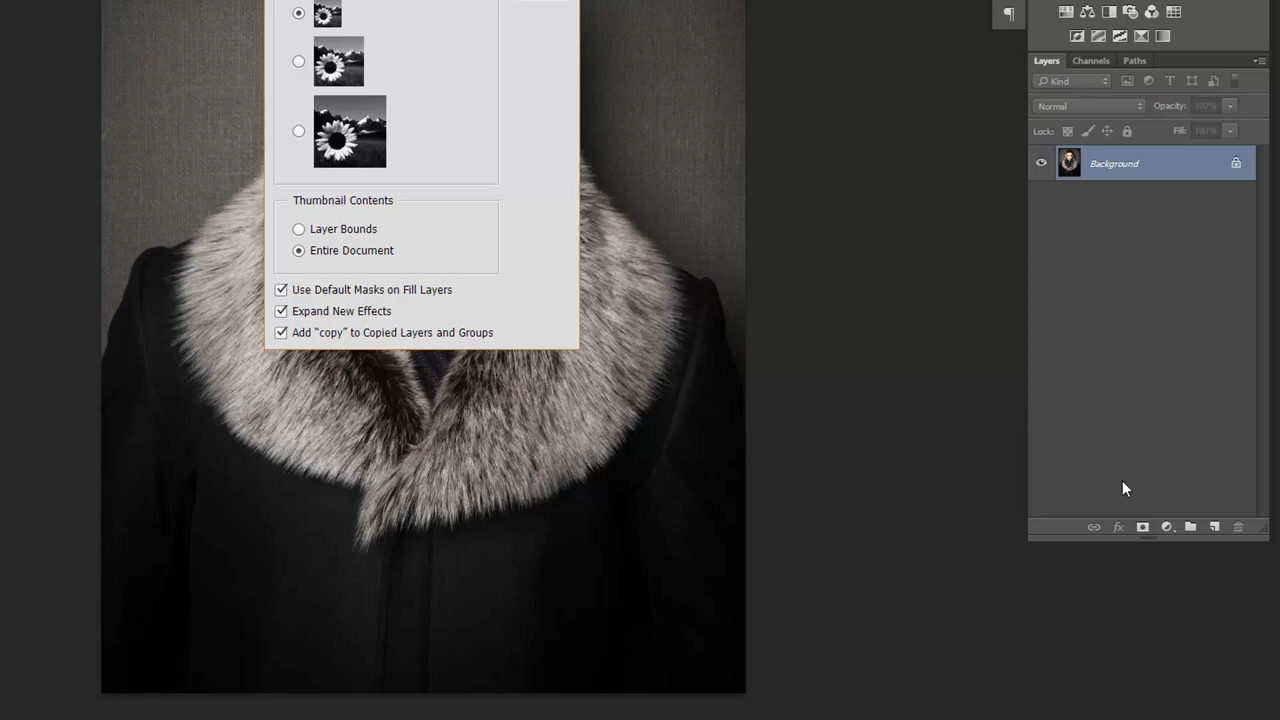 Layers Channels Paths
Kind
Normal Opacity: 100%
Lock: Fill: 100%
Background
Thumbnail Contents
Layer Bounds
Entire Document
Use Default Masks on Fill Layers
Expand New Effects
Add “copy” to Copied Layers and Groups
fx